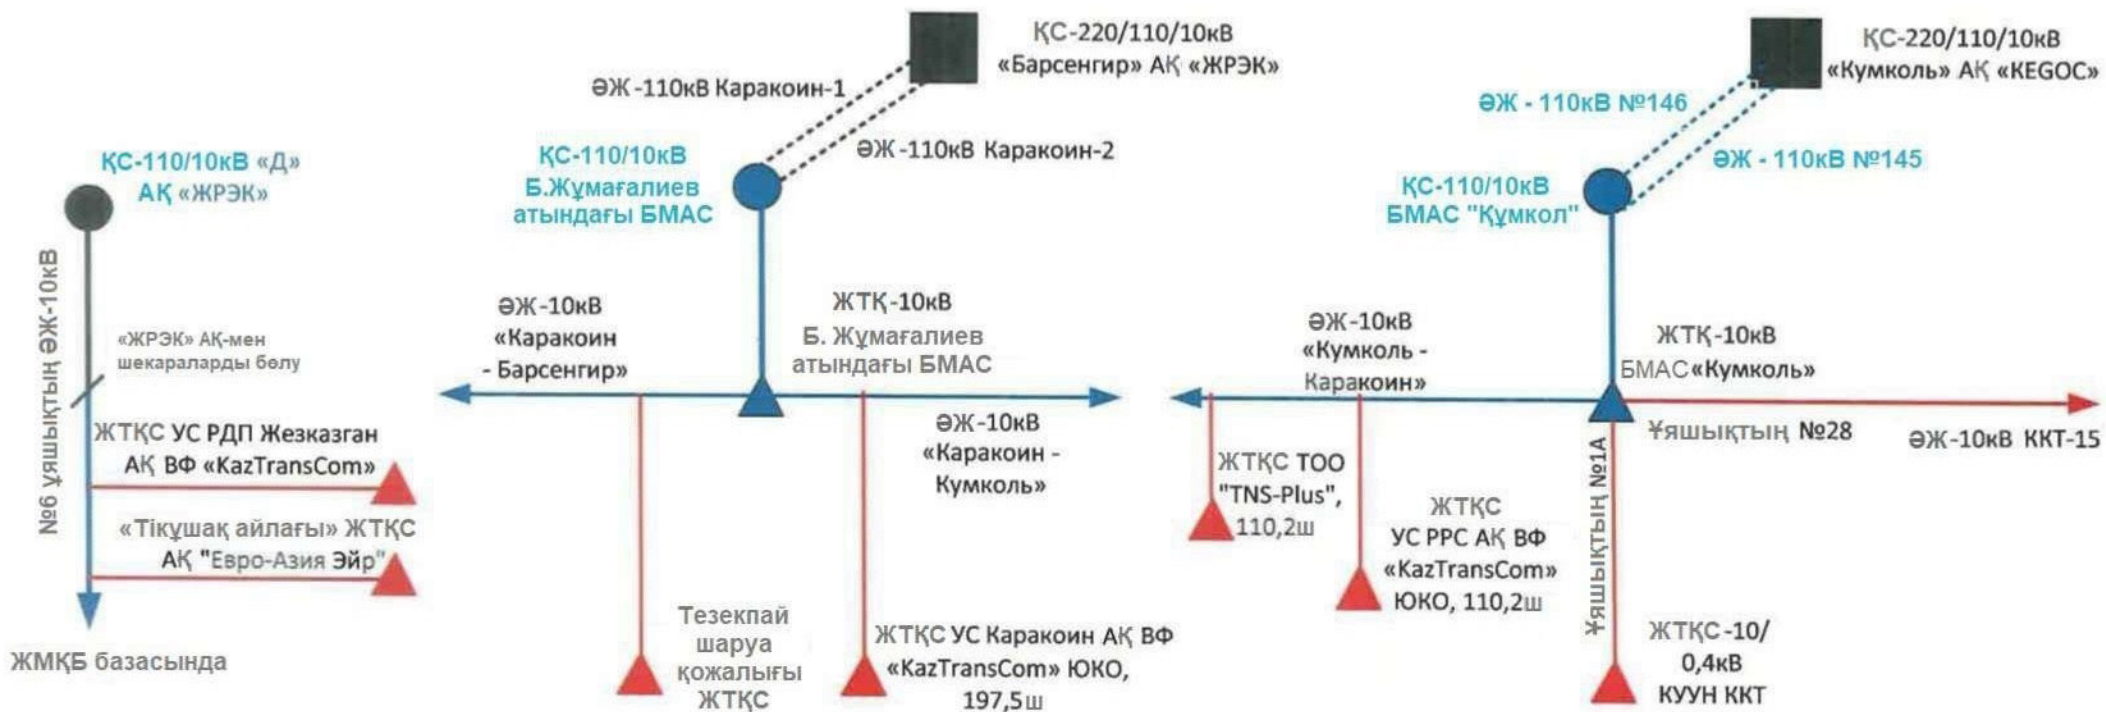 ҚС-110/10кВ «Д»
АҚ «ЖРЭК»
№6 ұяшықтың ӘЖ-10кВ
«ЖРЭК» АҚ-мен
шекараларды бөлу
ЖТҚС УС РДП Жезказган
АҚ ВФ «KazTransCom»
«Тікұшақ айлағы» ЖТҚС
АҚ "Евро-Азия Эйр"
ЖМҚБ базасында
ҚС-220/110/10кВ
«Барсенгир» АҚ «ЖРЭК»
ӘЖ-110кВ Каракоин-1
ӘЖ-110кВ Каракоин-2
ҚС-110/10кВ
Б.Жұмағалиев
атындағы БМАС
ӘЖ-10кВ
«Каракоин
- Барсенгир»
ЖТҚ-10кВ
Б. Жұмағалиев
атындағы БМАС
ӘЖ-10кВ
«Каракоин -
Кумколь»
Тезекпай
шаруа
қожалығы
ЖТҚС
ЖТҚС УС Каракоин АҚ ВФ
«KazTransCom» ЮКО,
197,5ш
ҚС-220/110/10кВ
«Кумколь» АҚ «KEGOC»
ӘЖ - 110кВ №146
ӘЖ - 110кВ №145
ҚС-110/10кВ
БМАС "Құмкол"
ӘЖ-10кВ
«Кумколь -
Каракоин»
ЖТҚ-10кВ
БМАС«Кумколь»
Ұяшықтың №28
ӘЖ-10кВ ККТ-15
ЖТҚС ТОО
"TNS-Plus",
110,2ш
ЖТҚС
УС РРС АҚ ВФ
«KazTransCom»
ЮКО, 110,2ш
Ұяшықтың №1А
ЖТҚС-10/
0,4кВ
КУУН ККТ